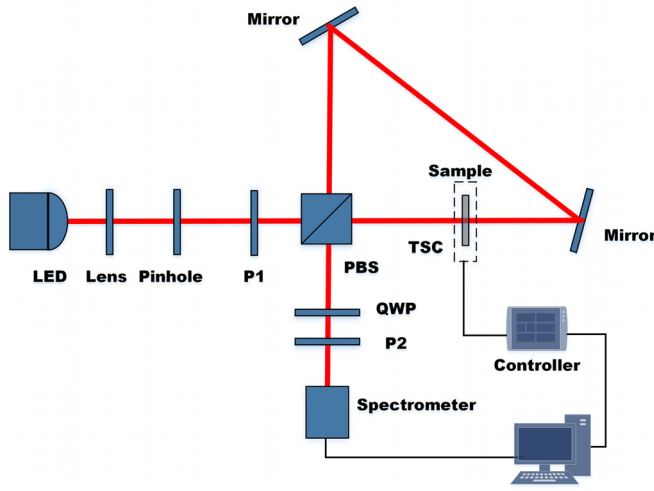 Mirror
Sample
TSC
Mirror
LED
Lens
Pinhole
P1
PBS
QWP
P2
Controller
Spectrometer